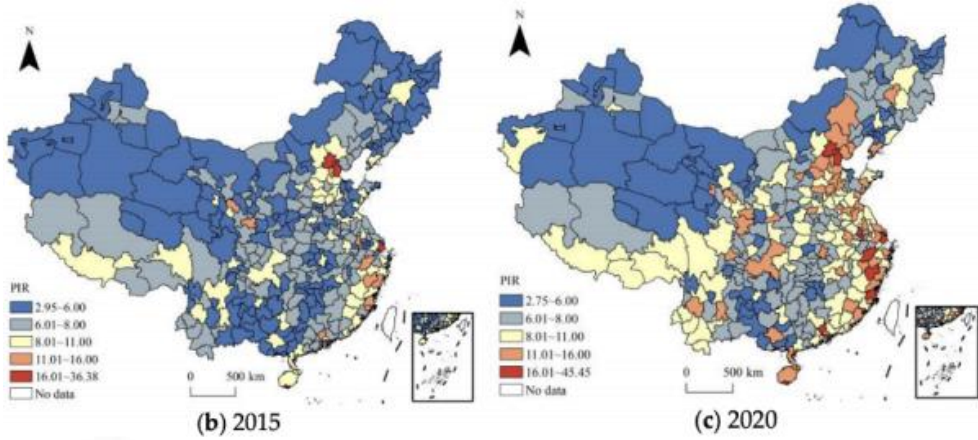 N
PIR
2.95~6.00
6.01~8.00
8.01~11.00
11.01~16.00
16.01~36.38
No data
0 500 km
(b) 2015
N
PIR
2.75~6.00
6.01~8.00
8.01~11.00
11.01~16.00
16.01~45.45
No data
0 500 km
(c) 2020